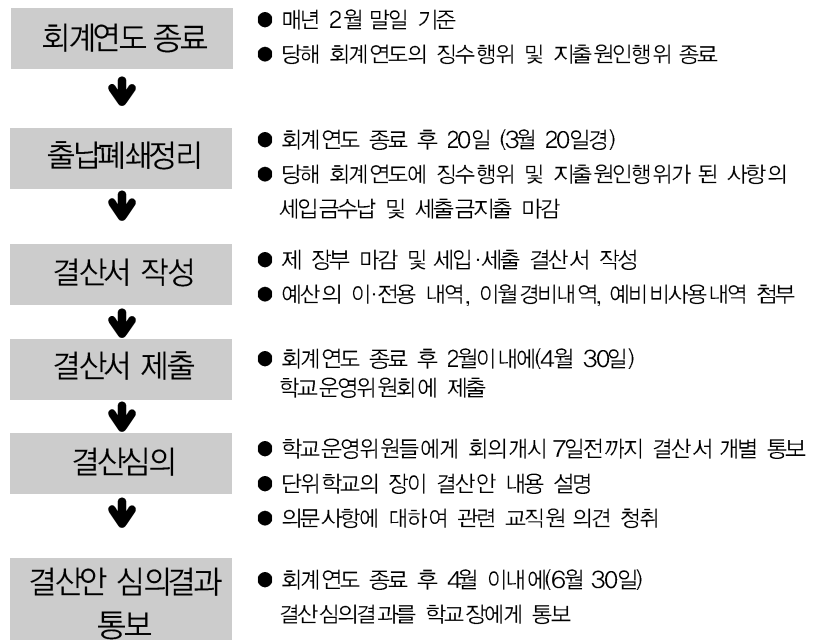 회계연도 종료
● 매년 2월 말일 기준
● 당해 회계연도의 징수행위 및 지출원인행위 종료
출납폐쇄정리
● 회계연도 종료 후 20일 (3월 20일경)
● 당해 회계연도에 징수행위 및 지출원인행위가 된 사항의
세입금수납 및 세출금지출 마감
결산서 작성
● 제 장부 마감 및 세입·세출 결산서 작성
● 예산의 이·전용 내역, 이월경비내역, 예비비사용내역 첨부
결산서 제출
● 회계연도 종료 후 2월이내에(4월 30일)
학교운영위원회에 제출
결산심의
● 학교운영위원들에게 회의개시 7일전까지 결산서 개별 통보
● 단위학교의 장이 결산안 내용 설명
● 의문사항에 대하여 관련 교직원 의견 청취
결산안 심의결과
통보
● 회계연도 종료 후 4월 이내에(6월 30일)
결산심의결과를 학교장에게 통보